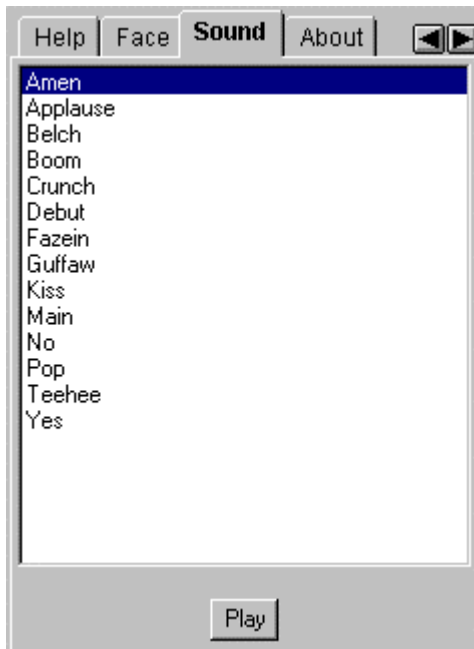 Help Face Sound About
Amen
Applause
Belch
Boom
Crunch
Debut
Fazein
Guffaw
Kiss
Main
No
Pop
Teehee
Yes
Play